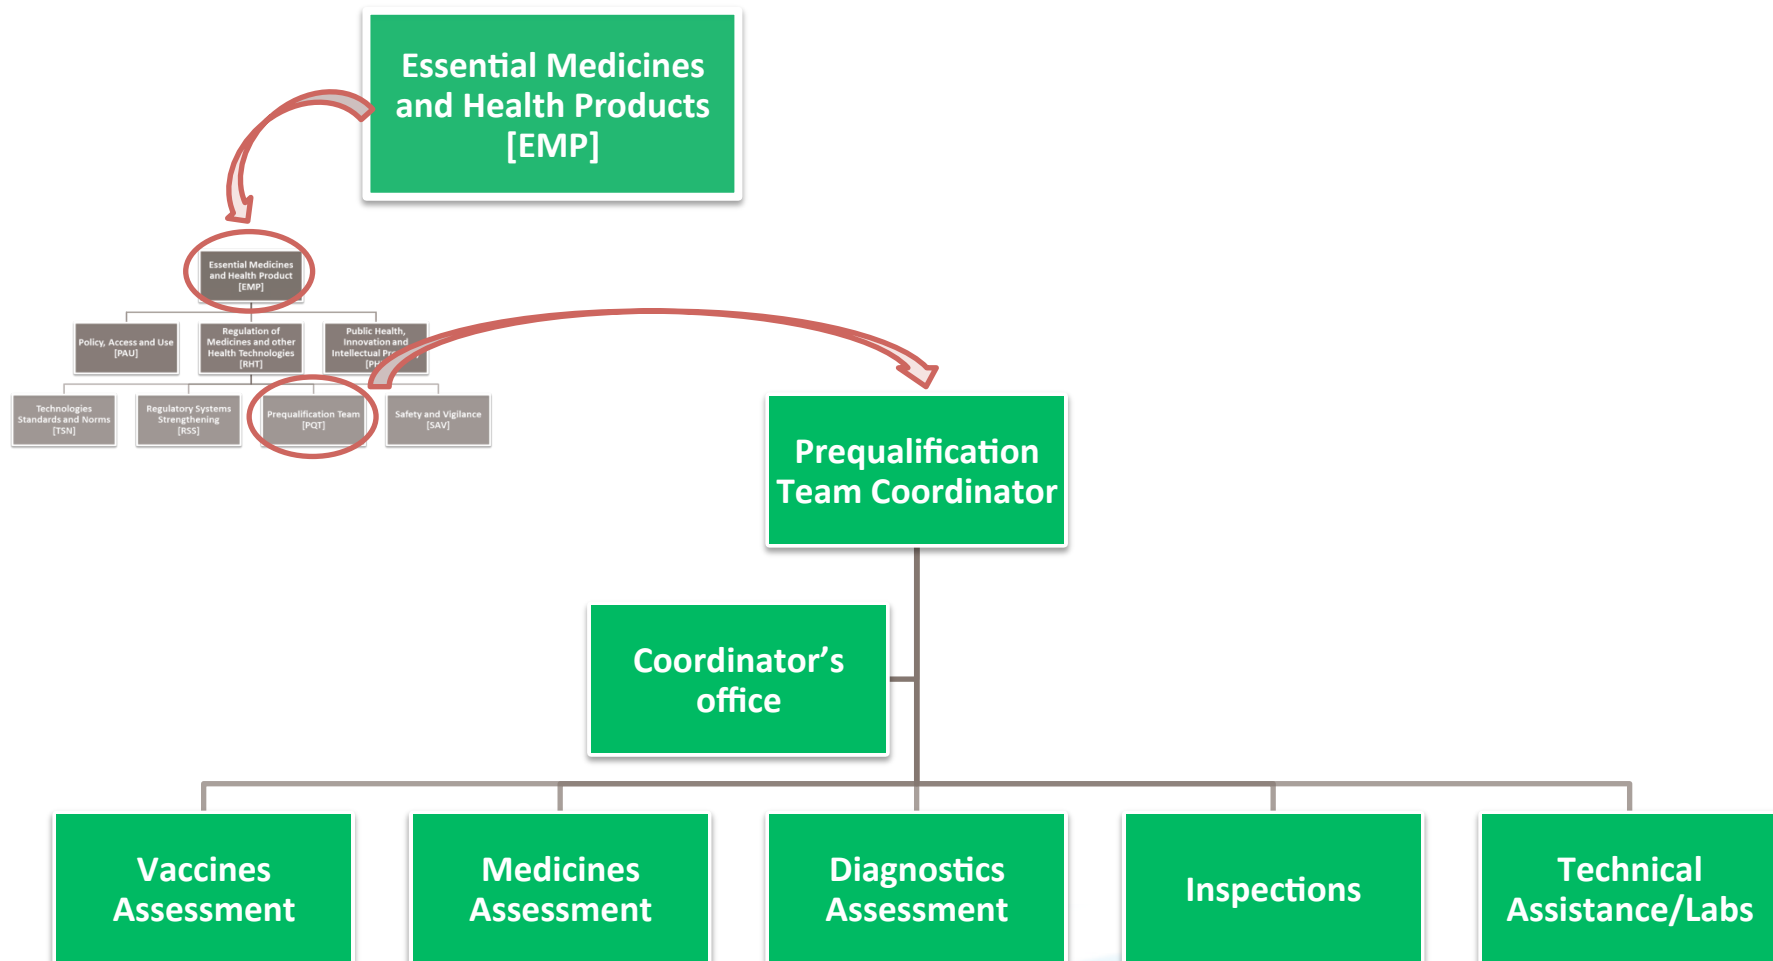 Essential Medicines
and Health Products
[EMP]
Essential Medicines
and Health Product
[EMP]
Policy, Access and Use
[PAU]
Regulation of
Medicines and other
Health Technologies
[RHT]
Public Health,
Innovation and
Intellectual
Technologies
Standards and Norms
[TSN]
Regulatory Systems
Strengthening
[RSS]
Prequalification Team
[PQT]
Safety and Vigilance
[SAV]
Prequalification
Team Coordinator
Coordinator’s
office
Vaccines
Assessment
Medicines
Assessment
Diagnostics
Assessment
Inspections
Technical
Assistance/Labs